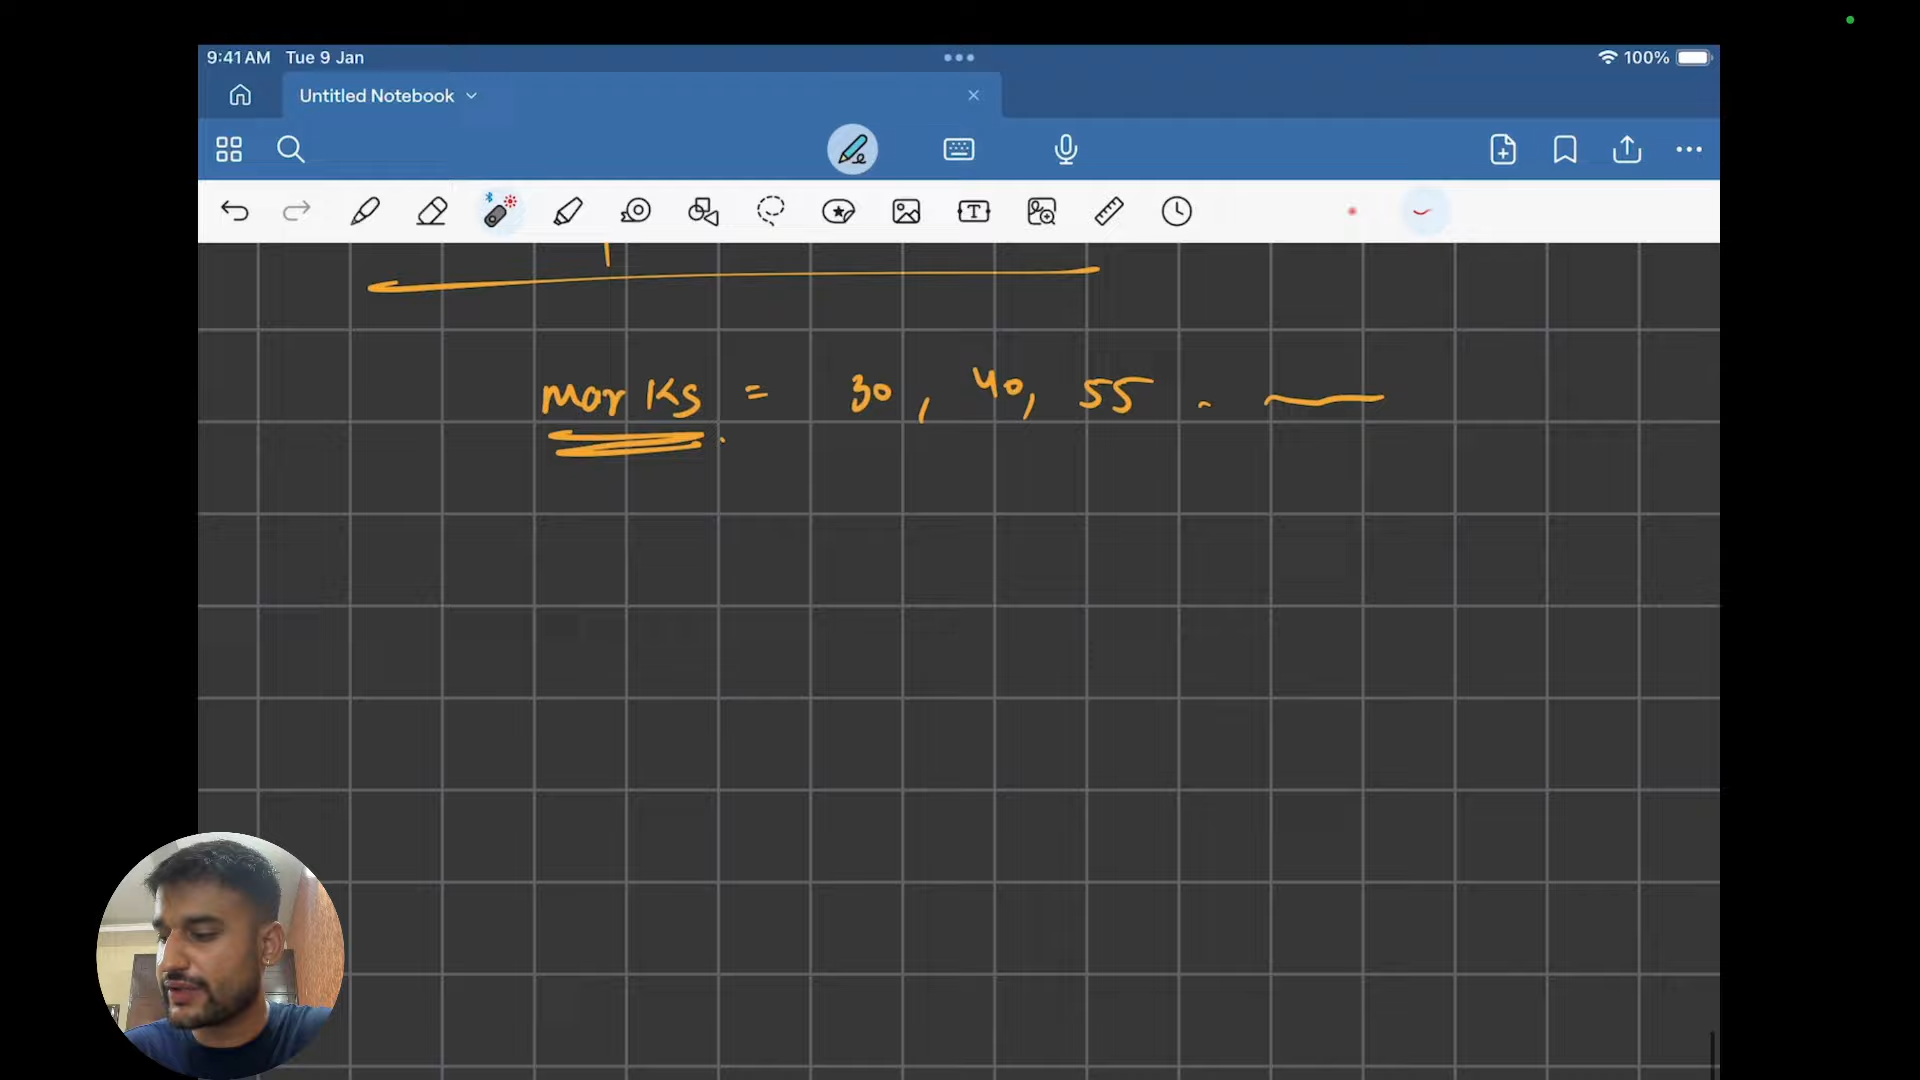 9:41 AM Tue 9 Jan 100%
Untitled Notebook
marks = 30, 40, 55 . —